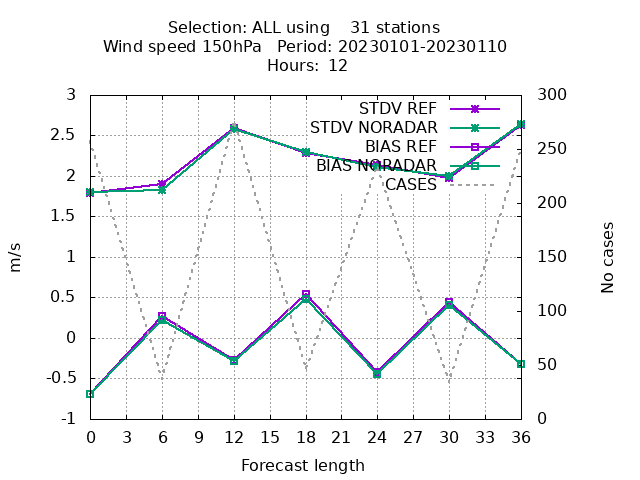 Selection: ALL using    31 stations
Wind speed 150hPa   Period: 20230101-20230110
Hours:  12
STDV REF
STDV NORADAR
BIAS REF
BIAS NORADAR
CASES
3
2.5
2
1.5
1
0.5
0
-0.5
-1
300
250
200
150
100
50
0
m/s
No cases
0 3 6 9 12 15 18 21 24 27 30 33 36
Forecast length